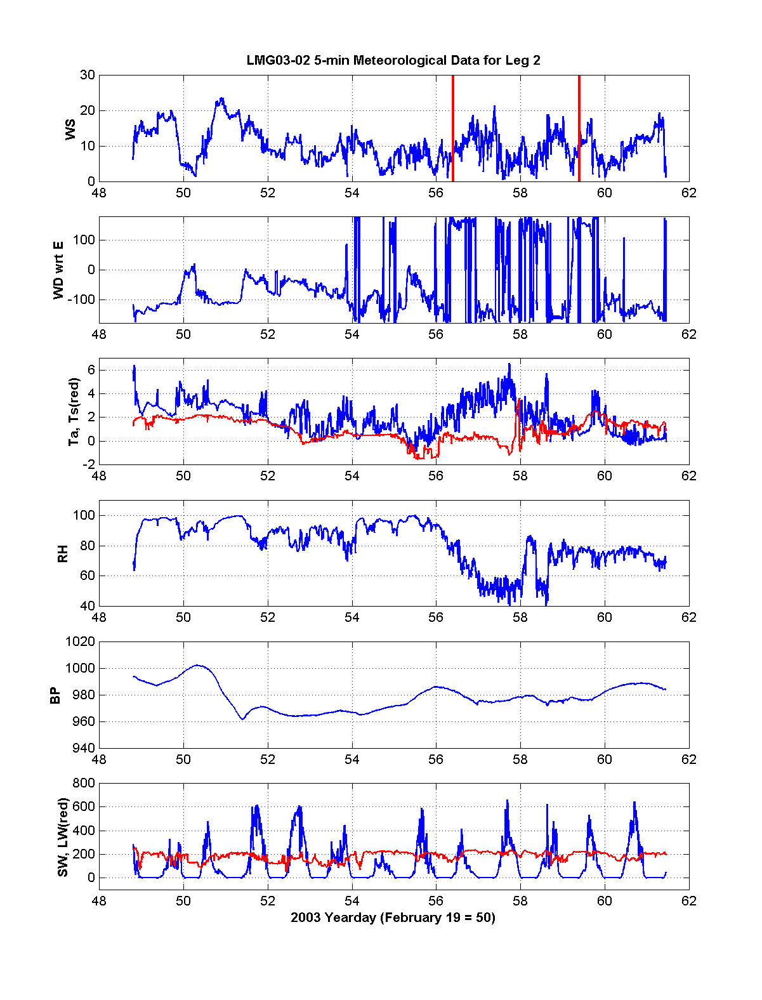 LMG03-02 5-min Meteorological Data for Leg 2
WS
30
20
10
0
48 50 52 54 56 58 60 62
WD wrt E
100
0
-100
48 50 52 54 56 58 60 62
Ta, Ts(red)
6
4
2
0
-2
48 50 52 54 56 58 60 62
RH
100
80
60
40
48 50 52 54 56 58 60 62
BP
1020
1000
980
960
940
48 50 52 54 56 58 60 62
SW, LW(red)
800
600
400
200
0
48 50 52 54 56 58 60 62
2003 Yearday (February 19 = 50)